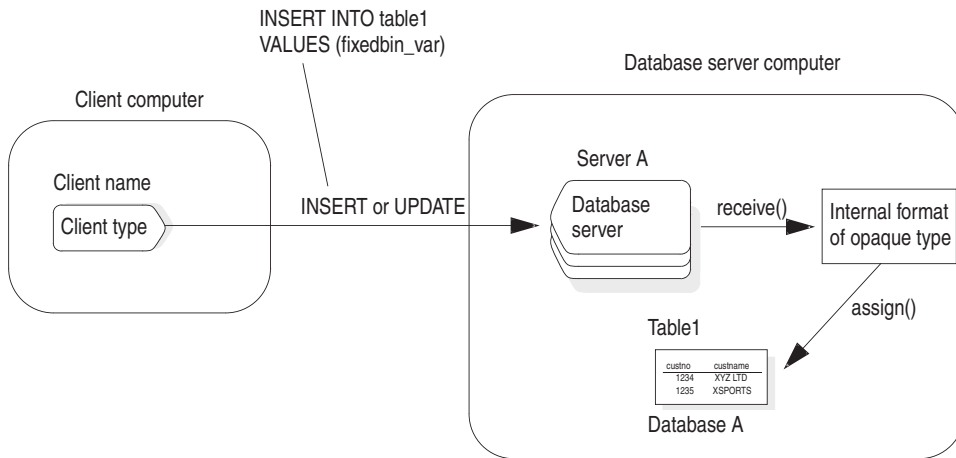 INSERT INTO table1
VALUES (fixedbin_var)
Client computer
Database server computer
Client name
Client type
INSERT or UPDATE
Server A
Database
server
receive()
Internal format
of opaque type
assign()
Table1
custno custname
1234 XYZ LTD
1235 XSPORTS
Database A